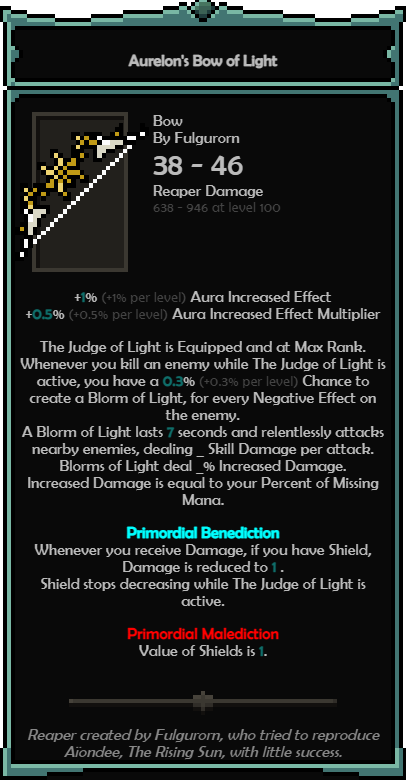 Aurelon's Bow of Light
Bow
By Fulgurorn
38 - 46
Reaper Damage
638 - 946 at level 100
+1% (+1% per level) Aura Increased Effect
+0.5% (+0.5% per level) Aura Increased Effect Multiplier
The Judge of Light is Equipped and at Max Rank.
Whenever you kill an enemy while The Judge of Light is
active, you have a 0.3% (+0.3% per level) Chance to
create a Blorm of Light, for every Negative Effect on
the enemy.
A Blorm of Light lasts 7 seconds and relentlessly attacks
nearby enemies, dealing _ Skill Damage per attack.
Blorms of Light deal _% Increased Damage.
Increased Damage is equal to your Percent of Missing
Mana.
Primordial Benediction
Whenever you receive Damage, if you have Shield,
Damage is reduced to 1 .
Shield stops decreasing while The Judge of Light is
active.
Primordial Malediction
Value of Shields is 1.
Reaper created by Fulgurorn, who tried to reproduce
Aïondee, The Rising Sun, with little success.